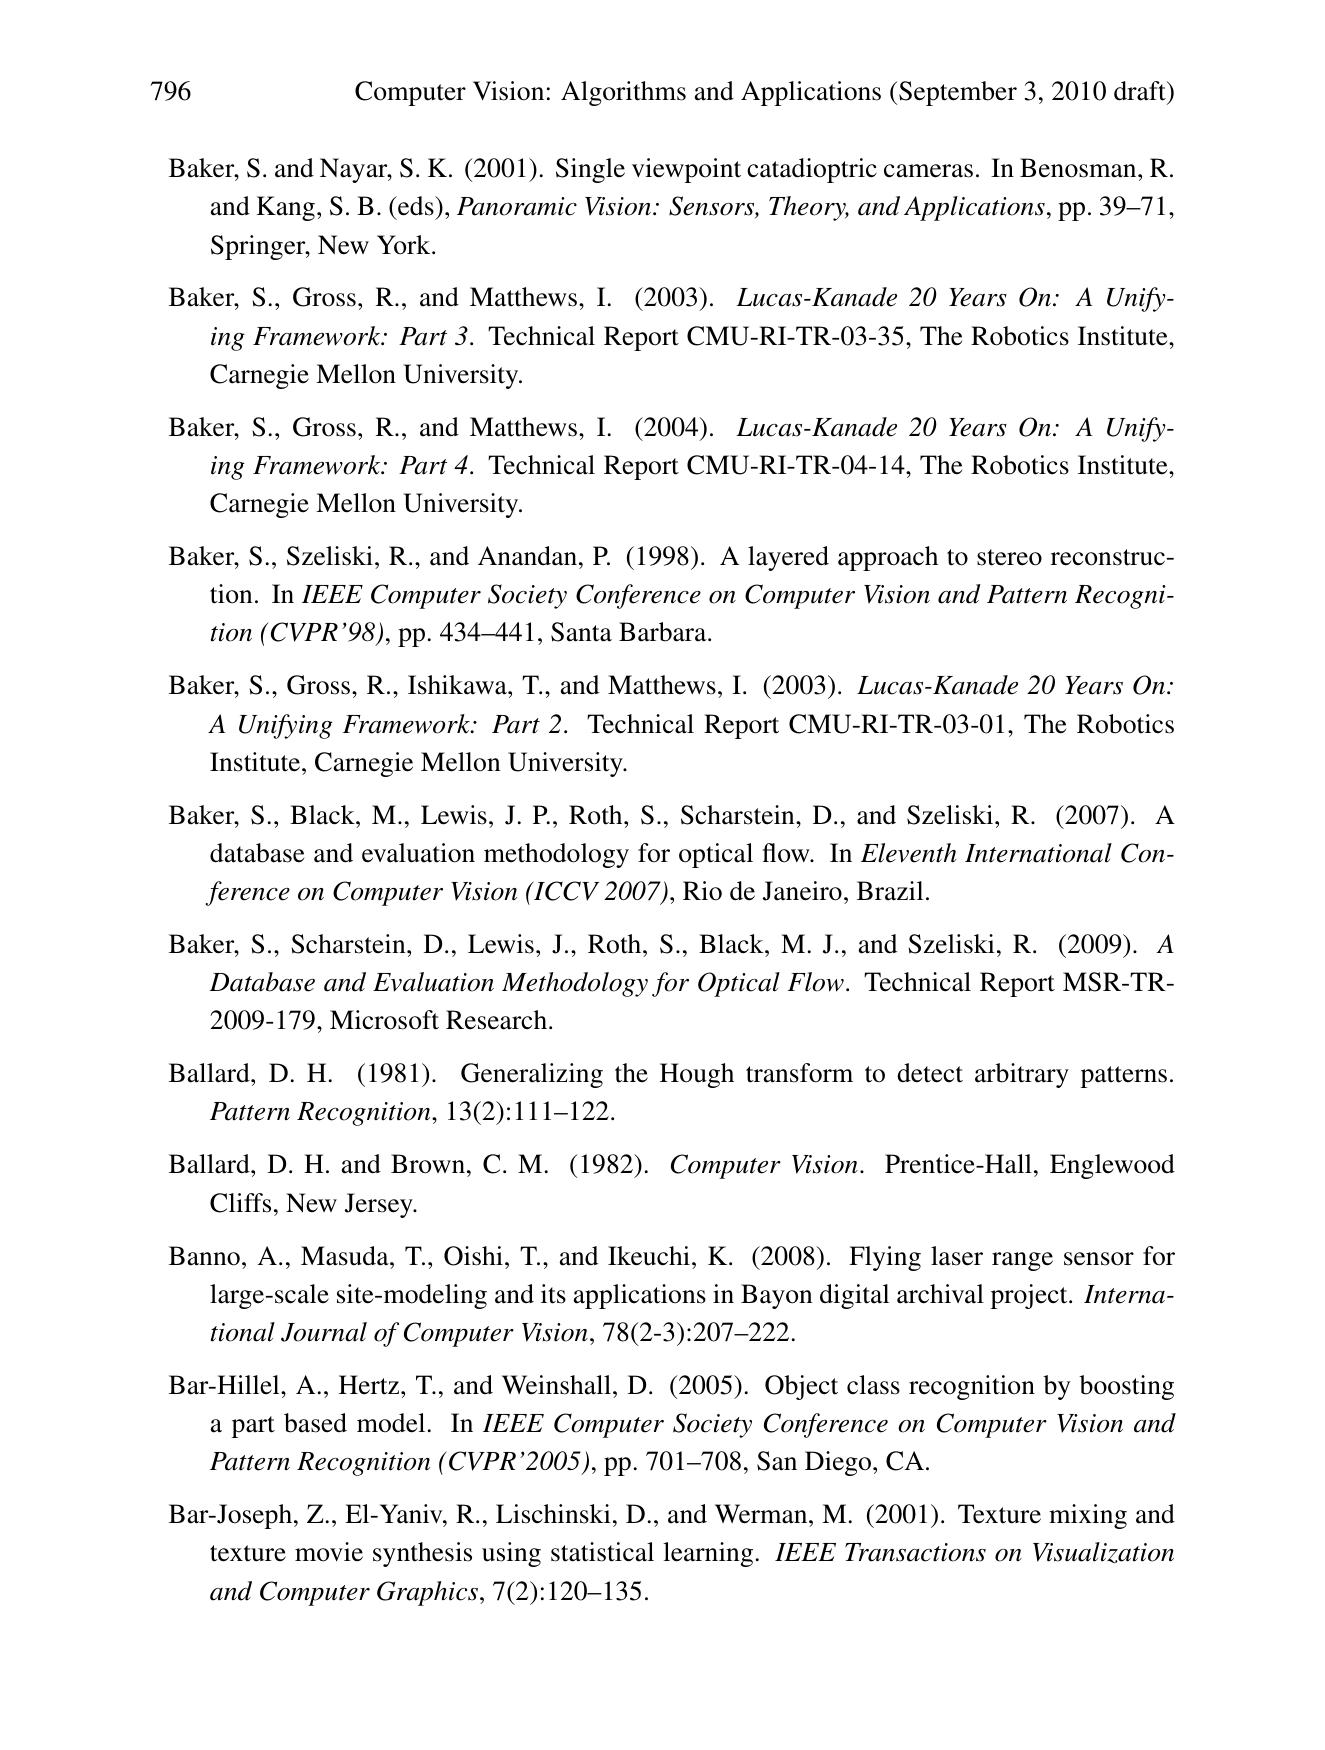 796 Computer Vision: Algorithms and Applications (September 3, 2010 draft)
Baker, S. and Nayar, S. K. (2001). Single viewpoint catadioptric cameras. In Benosman, R.
and Kang, S. B. (eds), Panoramic Vision: Sensors, Theory, and Applications, pp. 39–71,
Springer, New York.
Baker, S., Gross, R., and Matthews, I. (2003). Lucas-Kanade 20 Years On: A Unify-
ing Framework: Part 3. Technical Report CMU-RI-TR-03-35, The Robotics Institute,
Carnegie Mellon University.
Baker, S., Gross, R., and Matthews, I. (2004). Lucas-Kanade 20 Years On: A Unify-
ing Framework: Part 4. Technical Report CMU-RI-TR-04-14, The Robotics Institute,
Carnegie Mellon University.
Baker, S., Szeliski, R., and Anandan, P. (1998). A layered approach to stereo reconstruc-
tion. In IEEE Computer Society Conference on Computer Vision and Pattern Recogni-
tion (CVPR’98), pp. 434–441, Santa Barbara.
Baker, S., Gross, R., Ishikawa, T., and Matthews, I. (2003). Lucas-Kanade 20 Years On:
A Unifying Framework: Part 2. Technical Report CMU-RI-TR-03-01, The Robotics
Institute, Carnegie Mellon University.
Baker, S., Black, M., Lewis, J. P., Roth, S., Scharstein, D., and Szeliski, R. (2007). A
database and evaluation methodology for optical flow. In Eleventh International Con-
ference on Computer Vision (ICCV 2007), Rio de Janeiro, Brazil.
Baker, S., Scharstein, D., Lewis, J., Roth, S., Black, M. J., and Szeliski, R. (2009). A
Database and Evaluation Methodology for Optical Flow. Technical Report MSR-TR-
2009-179, Microsoft Research.
Ballard, D. H. (1981). Generalizing the Hough transform to detect arbitrary patterns.
Pattern Recognition, 13(2):111–122.
Ballard, D. H. and Brown, C. M. (1982). Computer Vision. Prentice-Hall, Englewood
Cliffs, New Jersey.
Banno, A., Masuda, T., Oishi, T., and Ikeuchi, K. (2008). Flying laser range sensor for
large-scale site-modeling and its applications in Bayon digital archival project. Interna-
tional Journal of Computer Vision, 78(2-3):207–222.
Bar-Hillel, A., Hertz, T., and Weinshall, D. (2005). Object class recognition by boosting
a part based model. In IEEE Computer Society Conference on Computer Vision and
Pattern Recognition (CVPR’2005), pp. 701–708, San Diego, CA.
Bar-Joseph, Z., El-Yaniv, R., Lischinski, D., and Werman, M. (2001). Texture mixing and
texture movie synthesis using statistical learning. IEEE Transactions on Visualization
and Computer Graphics, 7(2):120–135.